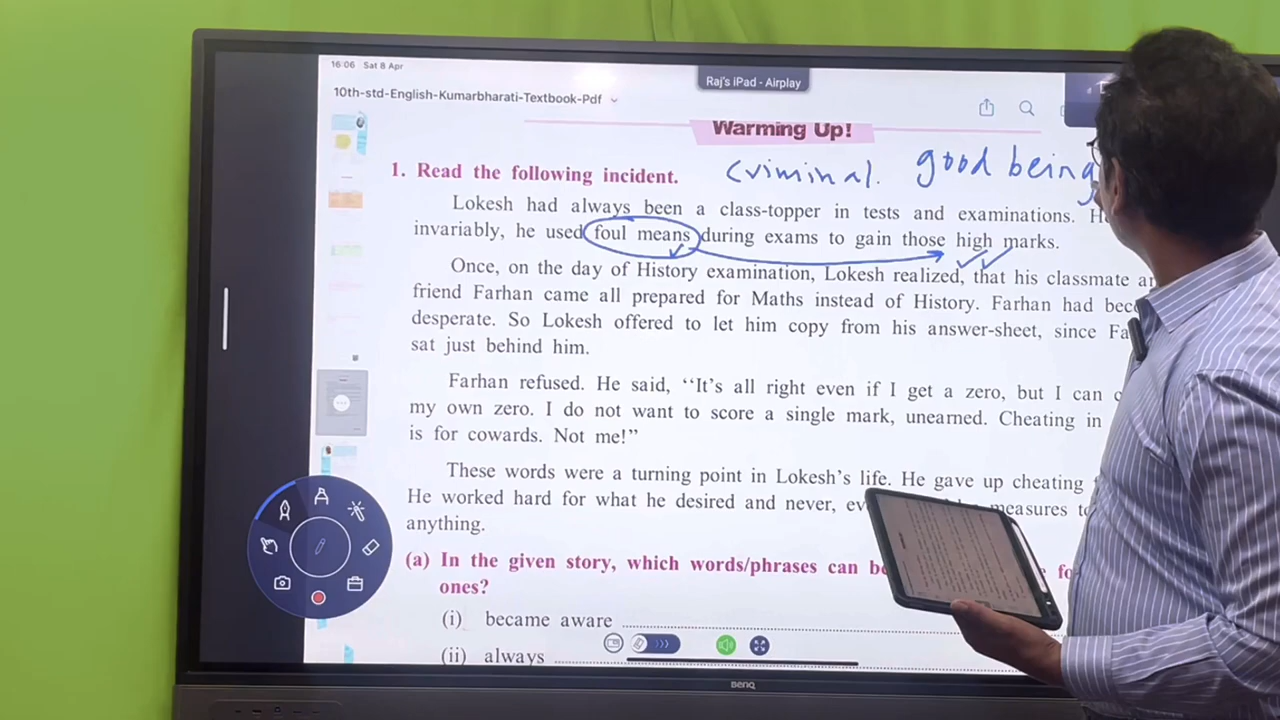 16:06 Sat 8 Apr
Raj's iPad - Airplay
10th-std-English-Kumarbharati-Textbook-Pdf
Warming Up!
criminal. good being
1. Read the following incident.
Lokesh had always been a class-topper in tests and examinations.
invariably, he used foul means during exams to gain those high marks.
Once, on the day of History examination, Lokesh realized, that his classmate
friend Farhan came all prepared for Maths instead of History. Farhan had
desperate. So Lokesh offered to let him copy from his answer-sheet, since
sat just behind him.
Farhan refused. He said, “It's all right even if I get a zero, but I can
my own zero. I do not want to score a single mark, unearned. Cheating in
is for cowards. Not me!”
These words were a turning point in Lokesh's life. He gave up cheating
He worked hard for what he desired and never, measures
anything.
(a) In the given story, which words/phrases can
ones?
(i) became aware
(ii) always
BenQ